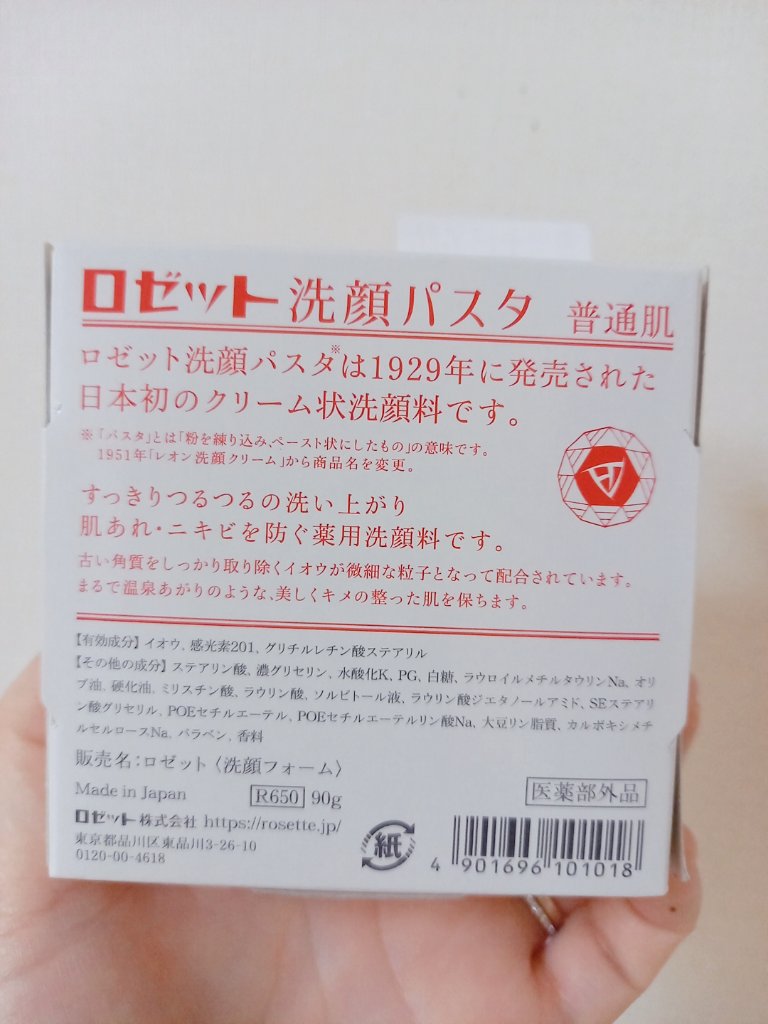 ロゼット洗顔パスタ 普通肌
ロゼット洗顔パスタ※は1929年に発売された
日本初のクリーム状洗顔料です。
※「パスタ」とは「粉を練り込み、ペースト状にしたもの」の意味です。
1951年「レオン洗顔クリーム」から商品名を変更。
すっきりつるつるの洗い上がり
肌あれ・ニキビを防ぐ薬用洗顔料です。
古い角質をしっかり取り除くイオウが微細な粒子となって配合されています。
まるで温泉あがりのような、美しくキメの整った肌を保ちます。
【有効成分】イオウ、感光素201、グリチルレチン酸ステアリル
【その他の成分】ステアリン酸、濃グリセリン、水酸化K、PG、白糖、ラウロイルメチルタウリンNa、オリ
ブ油、硬化油、ミリスチン酸、ラウリン酸、ソルビトール液、ラウリン酸ジエタノールアミド、SEステアリ
ン酸グリセリル、POEセチルエーテル、POEセチルエーテルリン酸Na、大豆リン脂質、カルボキシメチ
ルセルロースNa、パラベン、香料
販売名：ロゼット〈洗顔フォーム〉
Made in Japan R650 90g 医薬部外品
ロゼット株式会社 https://rosette.jp/
東京都品川区東品川3-26-10
0120-00-4618
紙
4 901696 101018